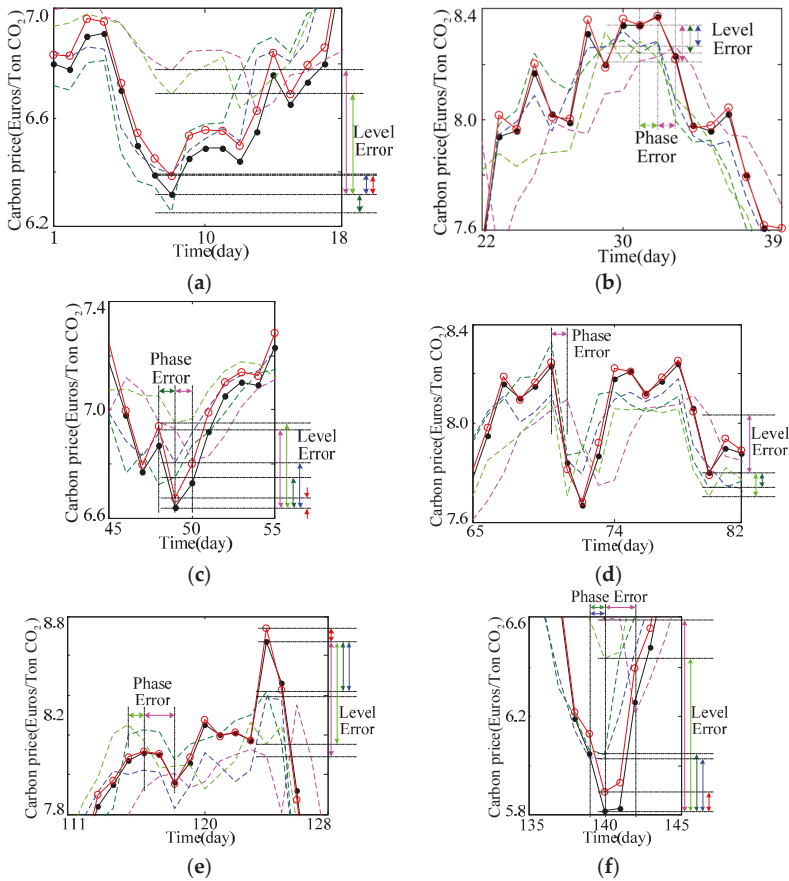 Carbon price(Euros/Ton CO2)
7.0
6.6
6.2
1
10
18
Time(day)
Level
Error
(a)
Carbon price(Euros/Ton CO2)
8.4
8.0
7.6
22
30
39
Time(day)
Level
Error
Phase
Error
(b)
Carbon price(Euros/Ton CO2)
7.4
7.0
6.6
45
50
55
Time(day)
Phase
Error
Level
Error
(c)
Carbon price(Euros/Ton CO2)
8.4
8.0
7.6
65
74
82
Time(day)
Phase
Error
Level
Error
(d)
Carbon price(Euros/Ton CO2)
8.8
8.2
7.8
111
120
128
Time(day)
Phase
Error
Level
Error
(e)
Carbon price(Euros/Ton CO2)
6.6
6.2
5.8
135
140
145
Time(day)
Phase Error
Level
Error
(f)